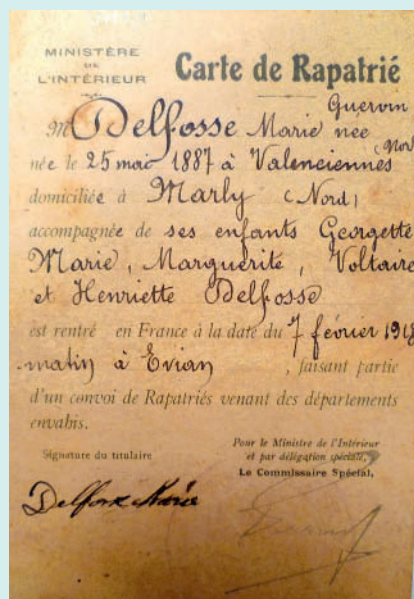 MINISTÈRE
DE
L'INTÉRIEUR
Carte de Rapatrié
M Delfosse Marie née Quervin
née le 25 mai 1887 à Valenciennes (Nord
domiciliée à Marly (Nord)
accompagnée de ses enfants Georgette
Marie, Marguerite, Voltaire
et Henriette Delfosse
est rentré en France à la date du 7 février 1918
matin à Evian, faisant partie
d'un convoi de Rapatriés venant des départements
envahis.
Signature du titulaire
Pour le Ministre de l'Intérieur
et par délégation spéciale,
Le Commissaire Spécial,
Delfosse Marie